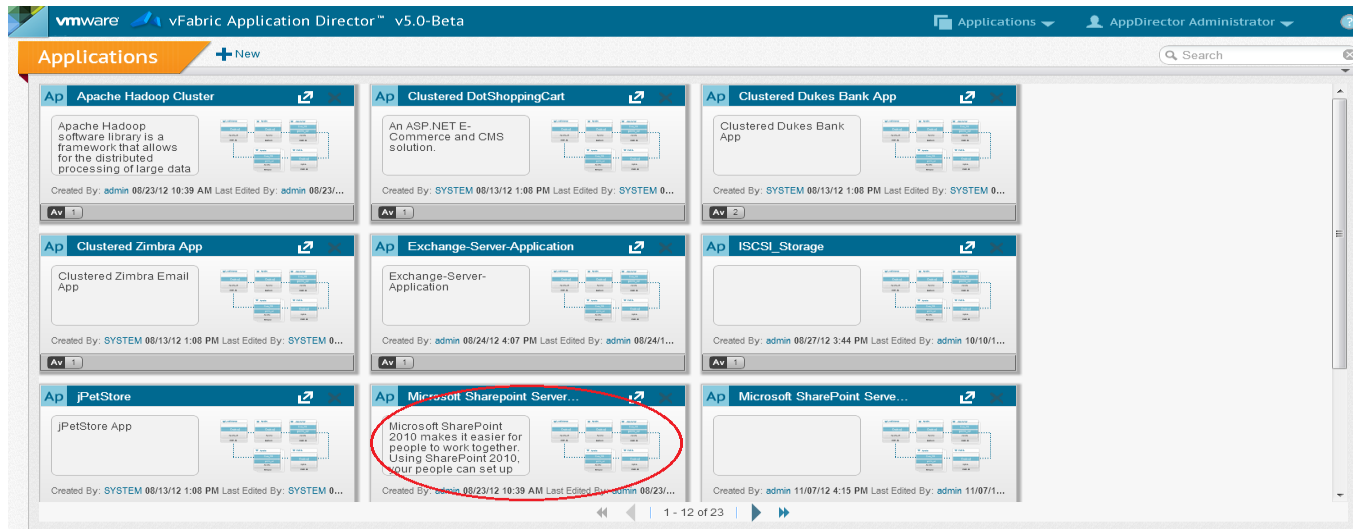 vmware vFabric Application Director™ v5.0-Beta Applications AppDirector Administrator ?
Applications New Search
Ap Apache Hadoop Cluster
Apache Hadoop
software library is a
framework that allows
for the distributed
processing of large data
Created By: admin 08/23/12 10:39 AM Last Edited By: admin 08/23/...
Av 1
Ap Clustered DotShoppingCart
An ASP.NET E-
Commerce and CMS
solution.
Created By: SYSTEM 08/13/12 1:08 PM Last Edited By: SYSTEM 0...
Av 1
Ap Clustered Dukes Bank App
Clustered Dukes Bank
App
Created By: SYSTEM 08/13/12 1:08 PM Last Edited By: SYSTEM 0...
Av 2
Ap Clustered Zimbra App
Clustered Zimbra Email
App
Created By: SYSTEM 08/13/12 1:08 PM Last Edited By: SYSTEM 0...
Av 1
Ap Exchange-Server-Application
Exchange-Server-
Application
Created By: admin 08/24/12 4:07 PM Last Edited By: admin 08/24/1...
Av 1
Ap ISCSI_Storage
Created By: admin 08/27/12 3:44 PM Last Edited By: admin 10/10/1...
Av 1
Ap jPetStore
jPetStore App
Created By: SYSTEM 08/13/12 1:08 PM Last Edited By: SYSTEM 0...
Ap Microsoft Sharepoint Server...
Microsoft SharePoint
2010 makes it easier for
people to work together.
Using SharePoint 2010,
your people can set up
Created By: admin 08/23/12 10:39 AM Last Edited By: admin 08/23/...
Ap Microsoft SharePoint Serve...
Created By: admin 11/07/12 4:15 PM Last Edited By: admin 11/07/1...
1 - 12 of 23